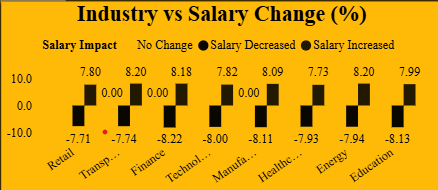 Industry vs Salary Change (%)
Salary Impact No Change Salary Decreased Salary Increased
7.80 8.20 8.18 7.82 8.09 7.73 8.20 7.99
10.0
0.00 0.00 0.00
0.0
-10.0
-7.71 -7.74 -8.22 -8.00 -8.11 -7.93 -7.94 -8.13
Retail Transp... Finance Technol... Manufa... Healthc... Energy Education